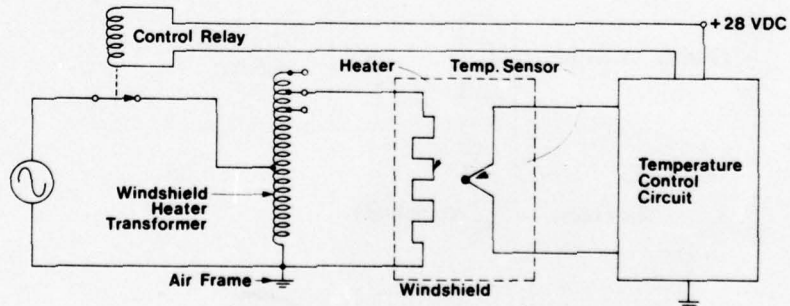 + 28 VDC
Control Relay
Heater
Temp. Sensor
Windshield
Heater
Transformer
Temperature
Control
Circuit
Air Frame
Windshield